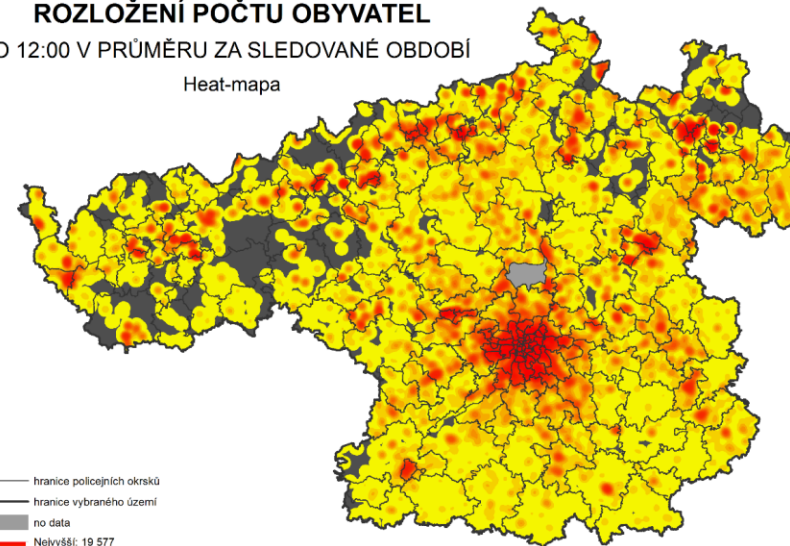 ROZLOŽENÍ POČTU OBYVATEL
12:00 V PRŮMĚRU ZA SLEDOVANÉ OBDOBÍ
Heat-mapa
hranice policejních okrsků
hranice vybraného území
no data
Nejvyšší: 19 577